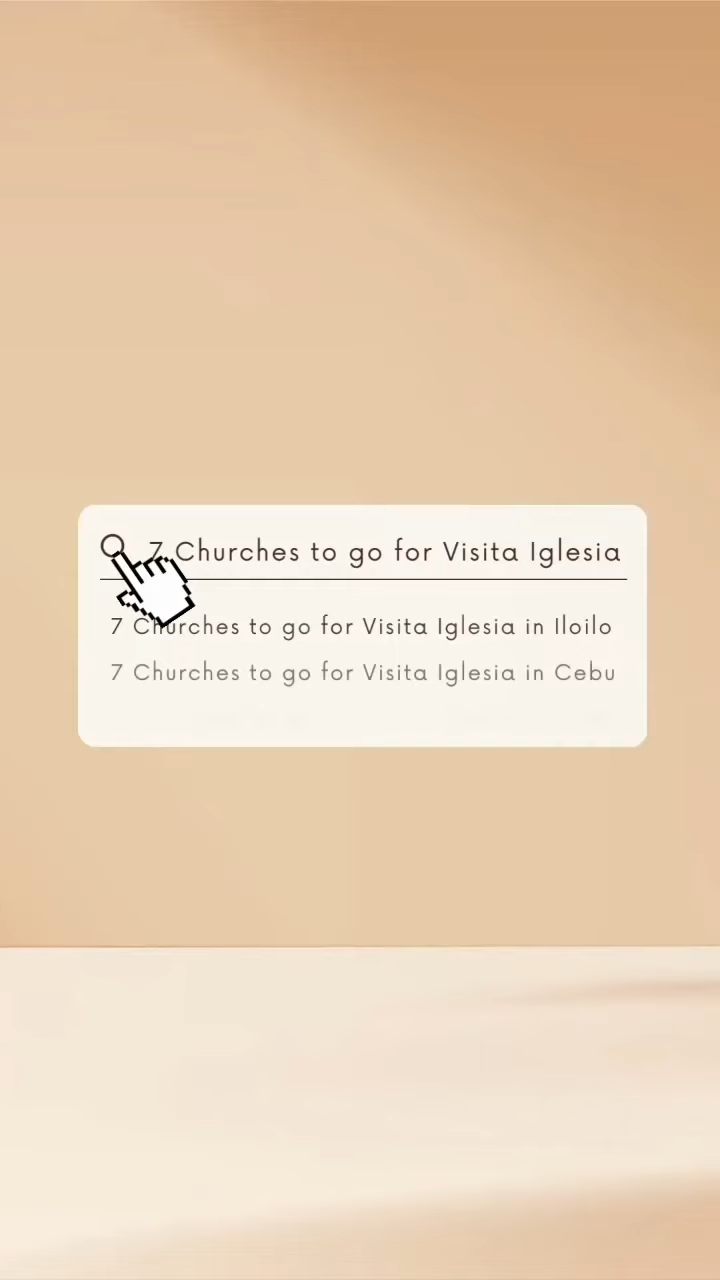 7 Churches to go for Visita Iglesia
7 Churches to go for Visita Iglesia in Iloilo
7 Churches to go for Visita Iglesia in Cebu